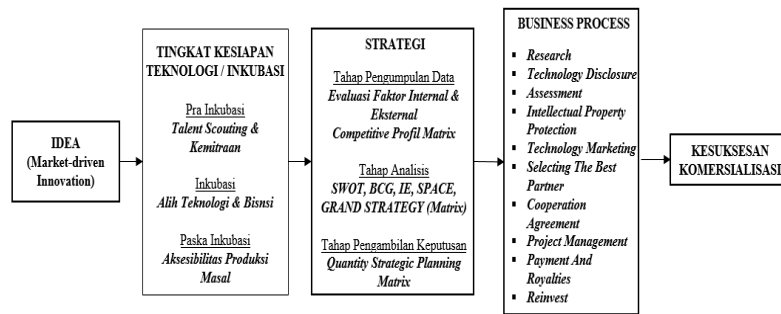 IDEA
(Market-driven
Innovation)
TINGKAT KESIAPAN
TEKNOLOGI / INKUBASI
Pra Inkubasi
Talent Scouting &
Kemitraan
Inkubasi
Alih Teknologi & Bisnsi
Paska Inkubasi
Aksesibilitas Produksi
Masal
STRATEGI
Tahap Pengumpulan Data
Evaluasi Faktor Internal &
Eksternal
Competitive Profil Matrix
Tahap Analisis
SWOT, BCG, IE, SPACE,
GRAND STRATEGY (Matrix)
Tahap Pengambilan Keputusan
Quantity Strategic Planning
Matrix
BUSINESS PROCESS
▪ Research
▪ Technology Disclosure
▪ Assessment
▪ Intellectual Property
Protection
▪ Technology Marketing
▪ Selecting The Best
Partner
▪ Cooperation
Agreement
▪ Project Management
▪ Payment And
Royalties
▪ Reinvest
KESUKSESAN
KOMERSIALISASI